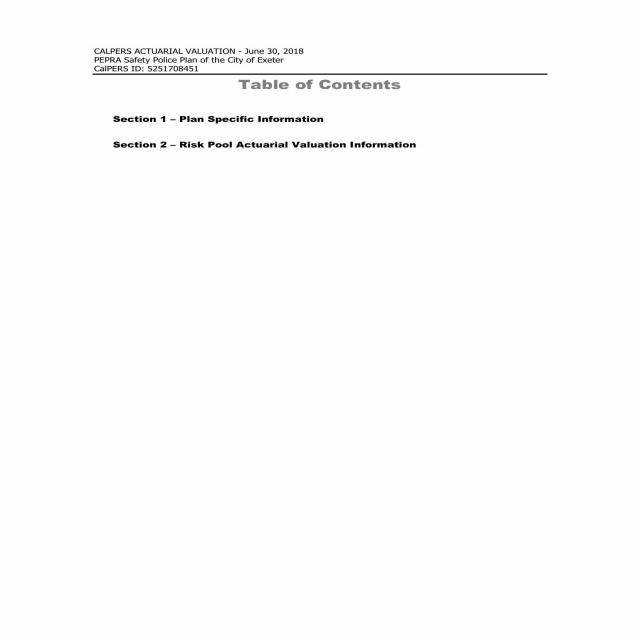 CALPERS ACTUARIAL VALUATION - June 30, 2018
PEPRA Safety Police Plan of the City of Exeter
CalPERS ID: 5251708451
Table of Contents
Section 1 – Plan Specific Information
Section 2 – Risk Pool Actuarial Valuation Information